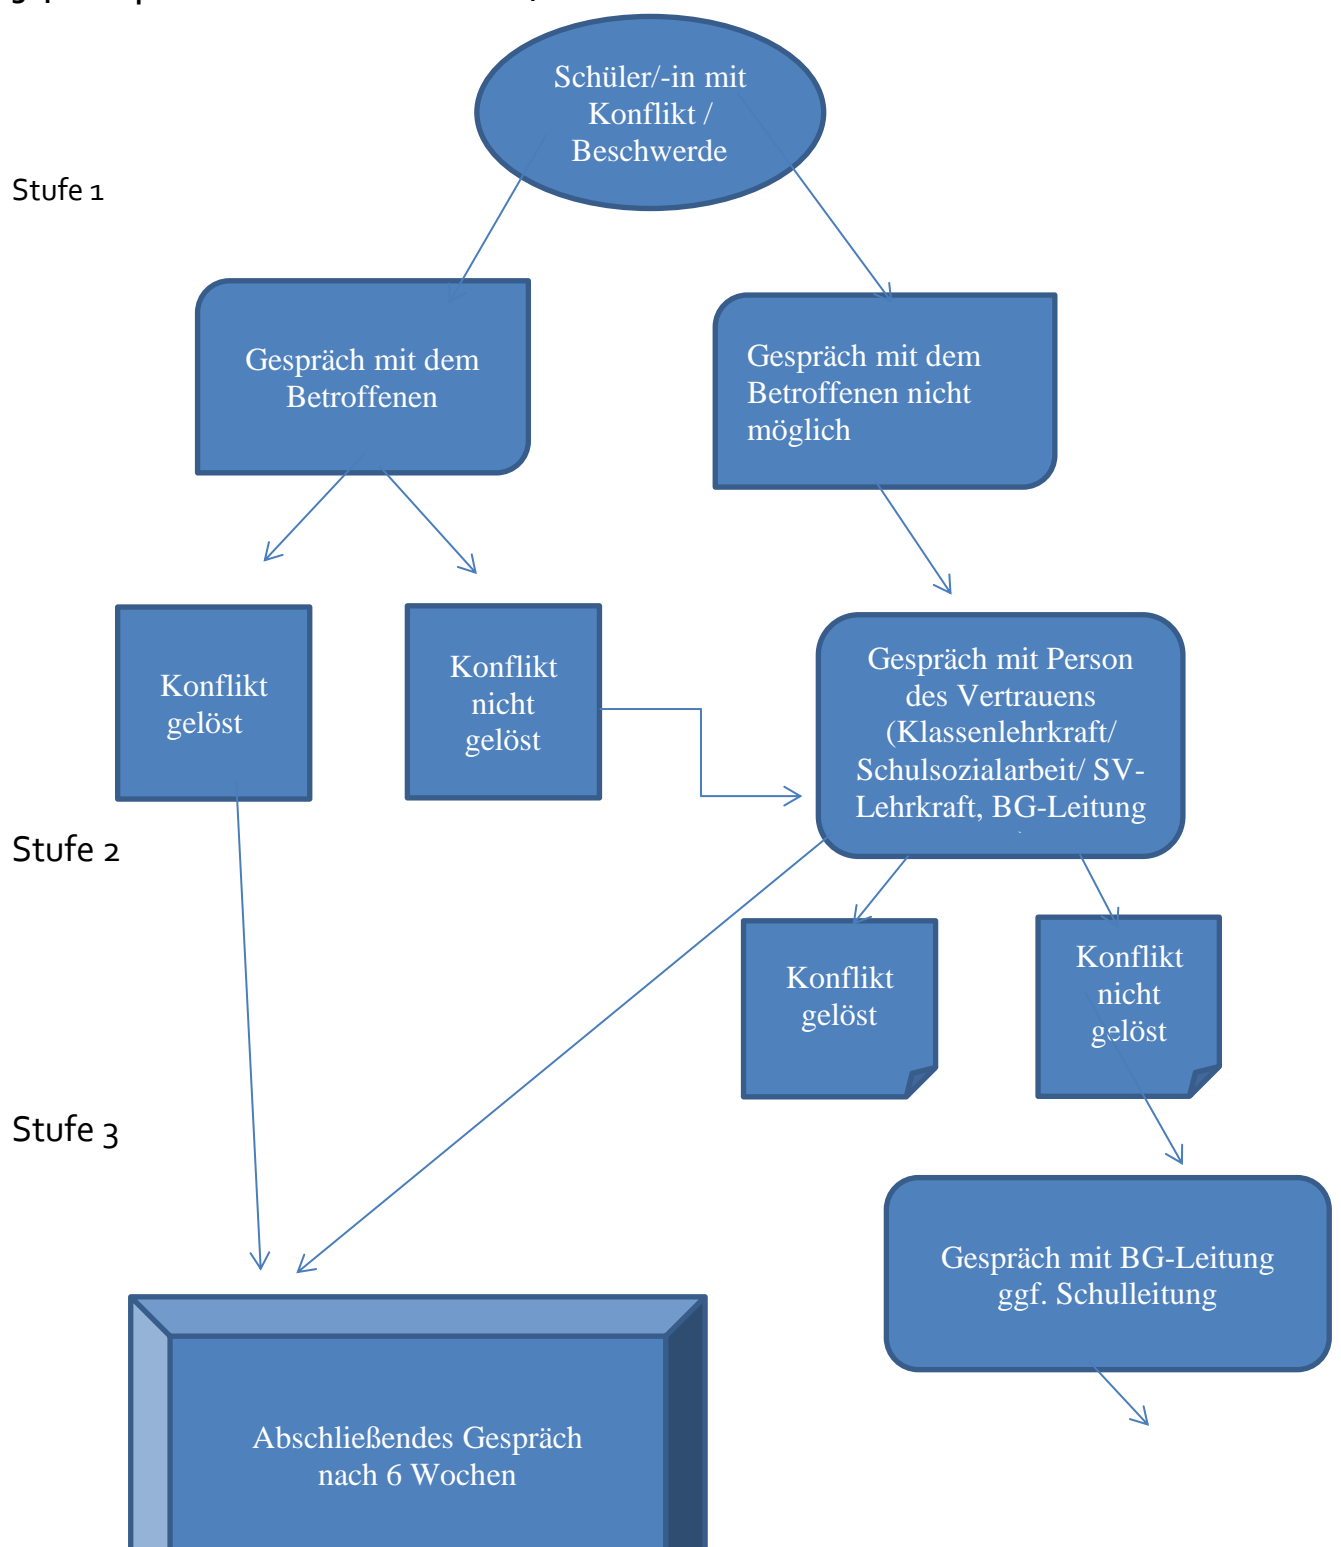 Schüler/-in mit
Konflikt /
Beschwerde
Stufe 1
Gespräch mit dem
Betroffenen
Gespräch mit dem
Betroffenen nicht
möglich
Konflikt
gelöst
Konflikt
nicht
gelöst
Gespräch mit Person
des Vertrauens
(Klassenlehrkraft/
Schulsozialarbeit/ SV-
Lehrkraft, BG-Leitung
Stufe 2
Konflikt
gelöst
Konflikt
nicht
gelöst
Stufe 3
Gespräch mit BG-Leitung
ggf. Schulleitung
Abschließendes Gespräch
nach 6 Wochen